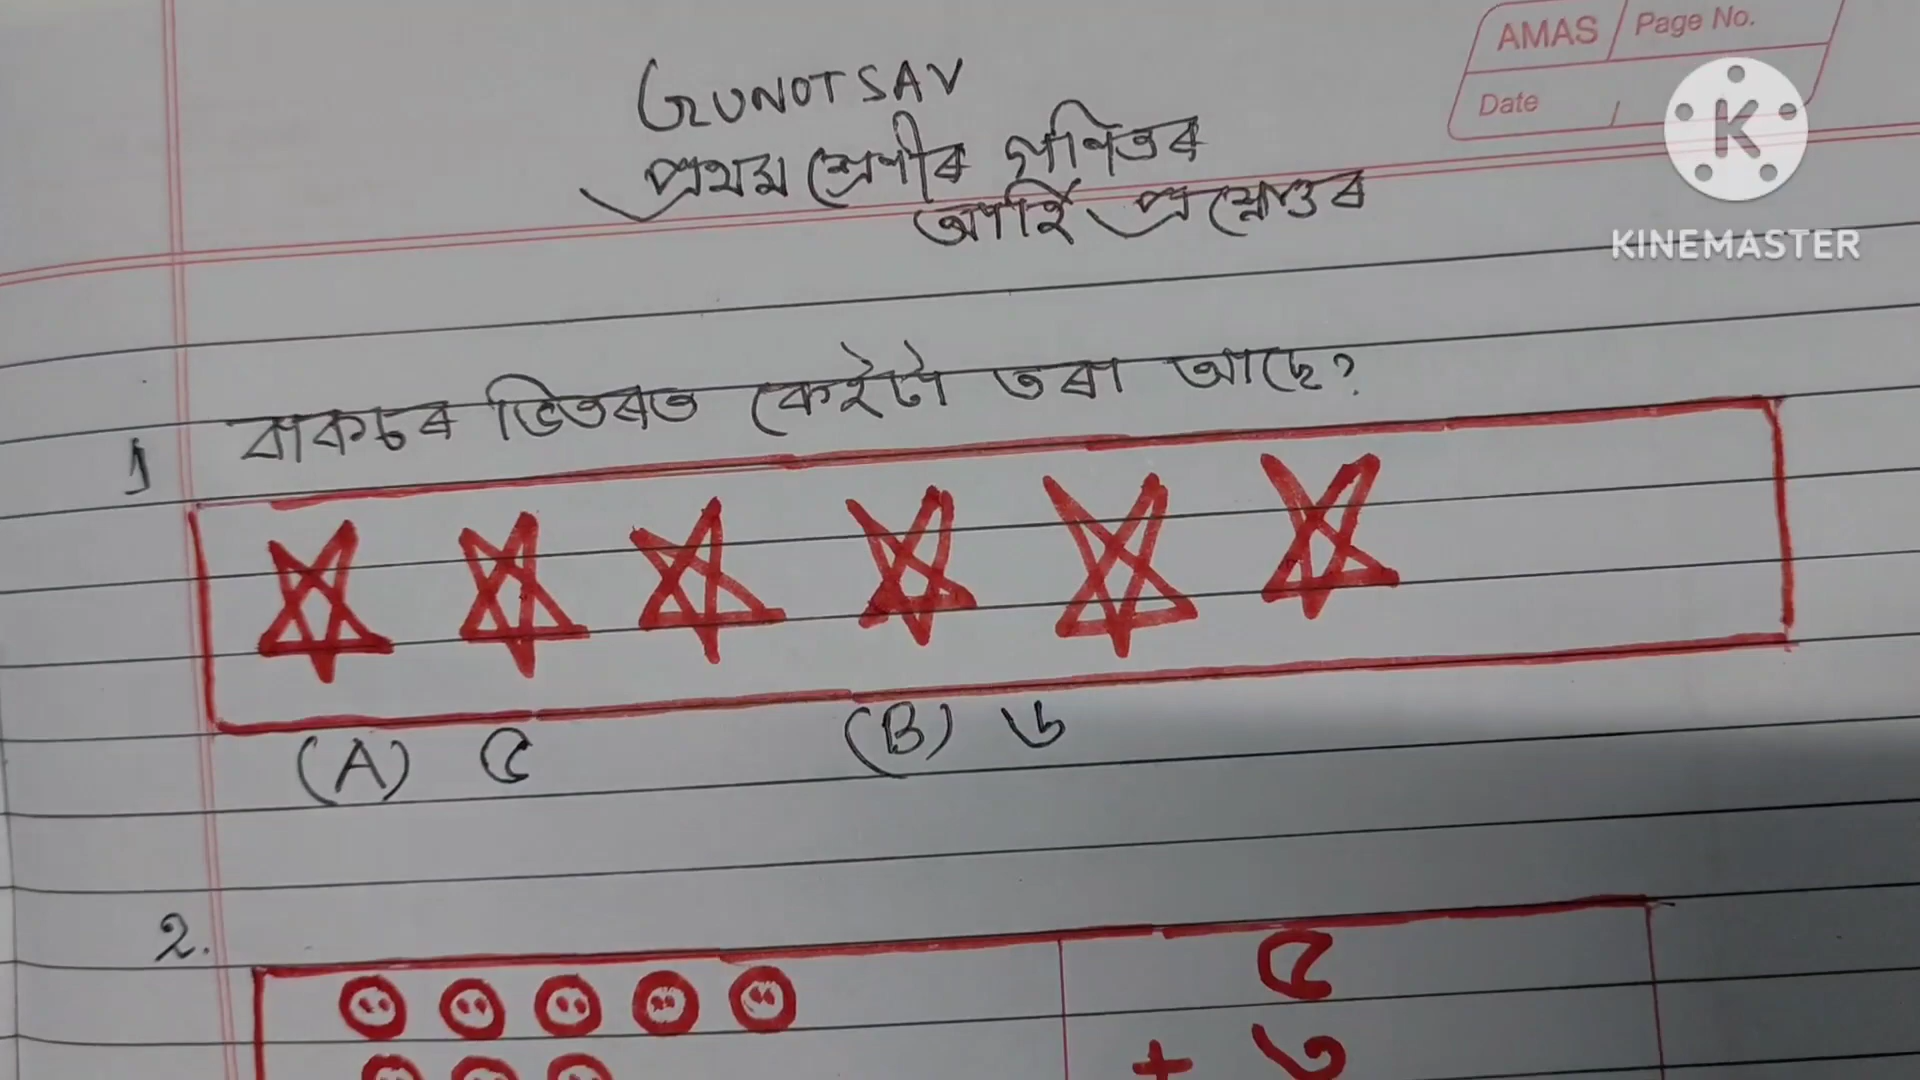 AMAS Page No.
Date
GUNOTSAV
প্ৰথম শ্ৰেণীৰ গণিতৰ
আৰ্হি প্ৰশ্নোত্তৰ
KINEMASTER
1 বাকচৰ ভিতৰত কেইটা তৰা আছে?
(A) ৫ (B) ৬
2.
৫
+ ৩